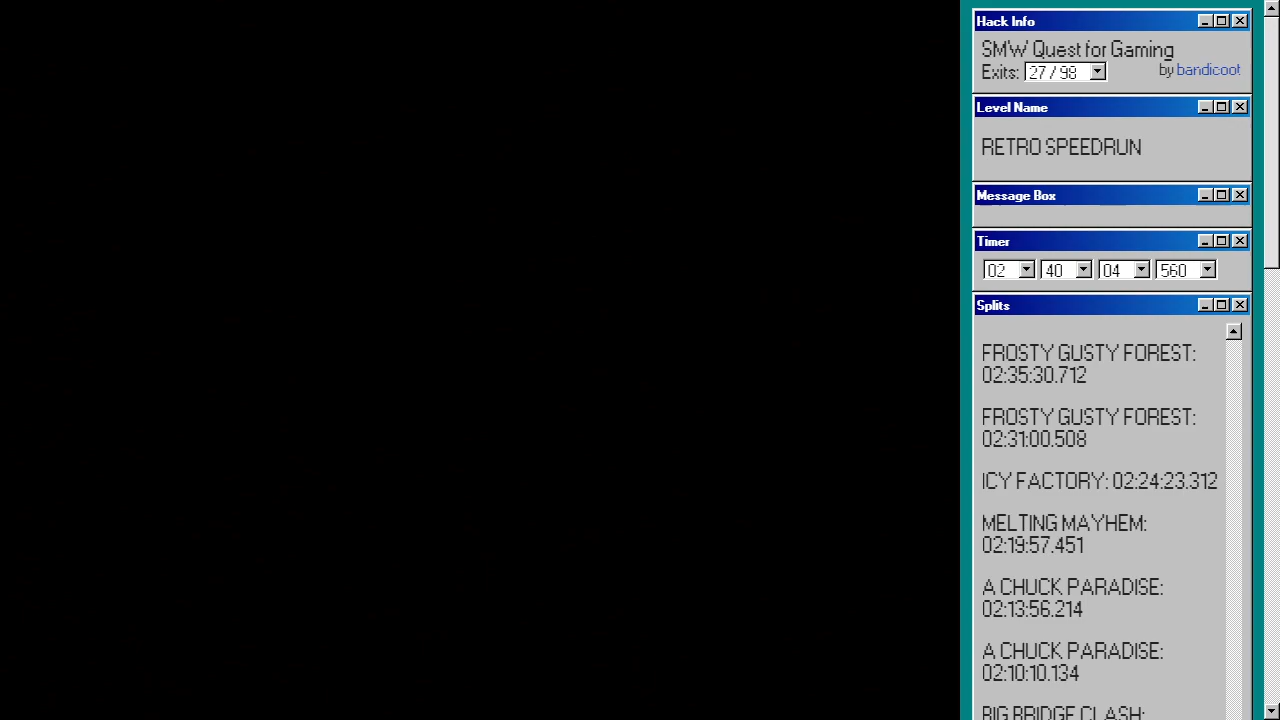 Hack Info
SMW Quest for Gaming
Exits: 27 / 98
by bandicoot
Level Name
RETRO SPEEDRUN
Message Box
Timer
02 40 04 560
Splits
FROSTY GUSTY FOREST:
02:35:30.712
FROSTY GUSTY FOREST:
02:31:00.508
ICY FACTORY: 02:24:23.312
MELTING MAYHEM:
02:19:57.451
A CHUCK PARADISE:
02:13:56.214
A CHUCK PARADISE:
02:10:10.134
BIG BRIDGE CLASH: